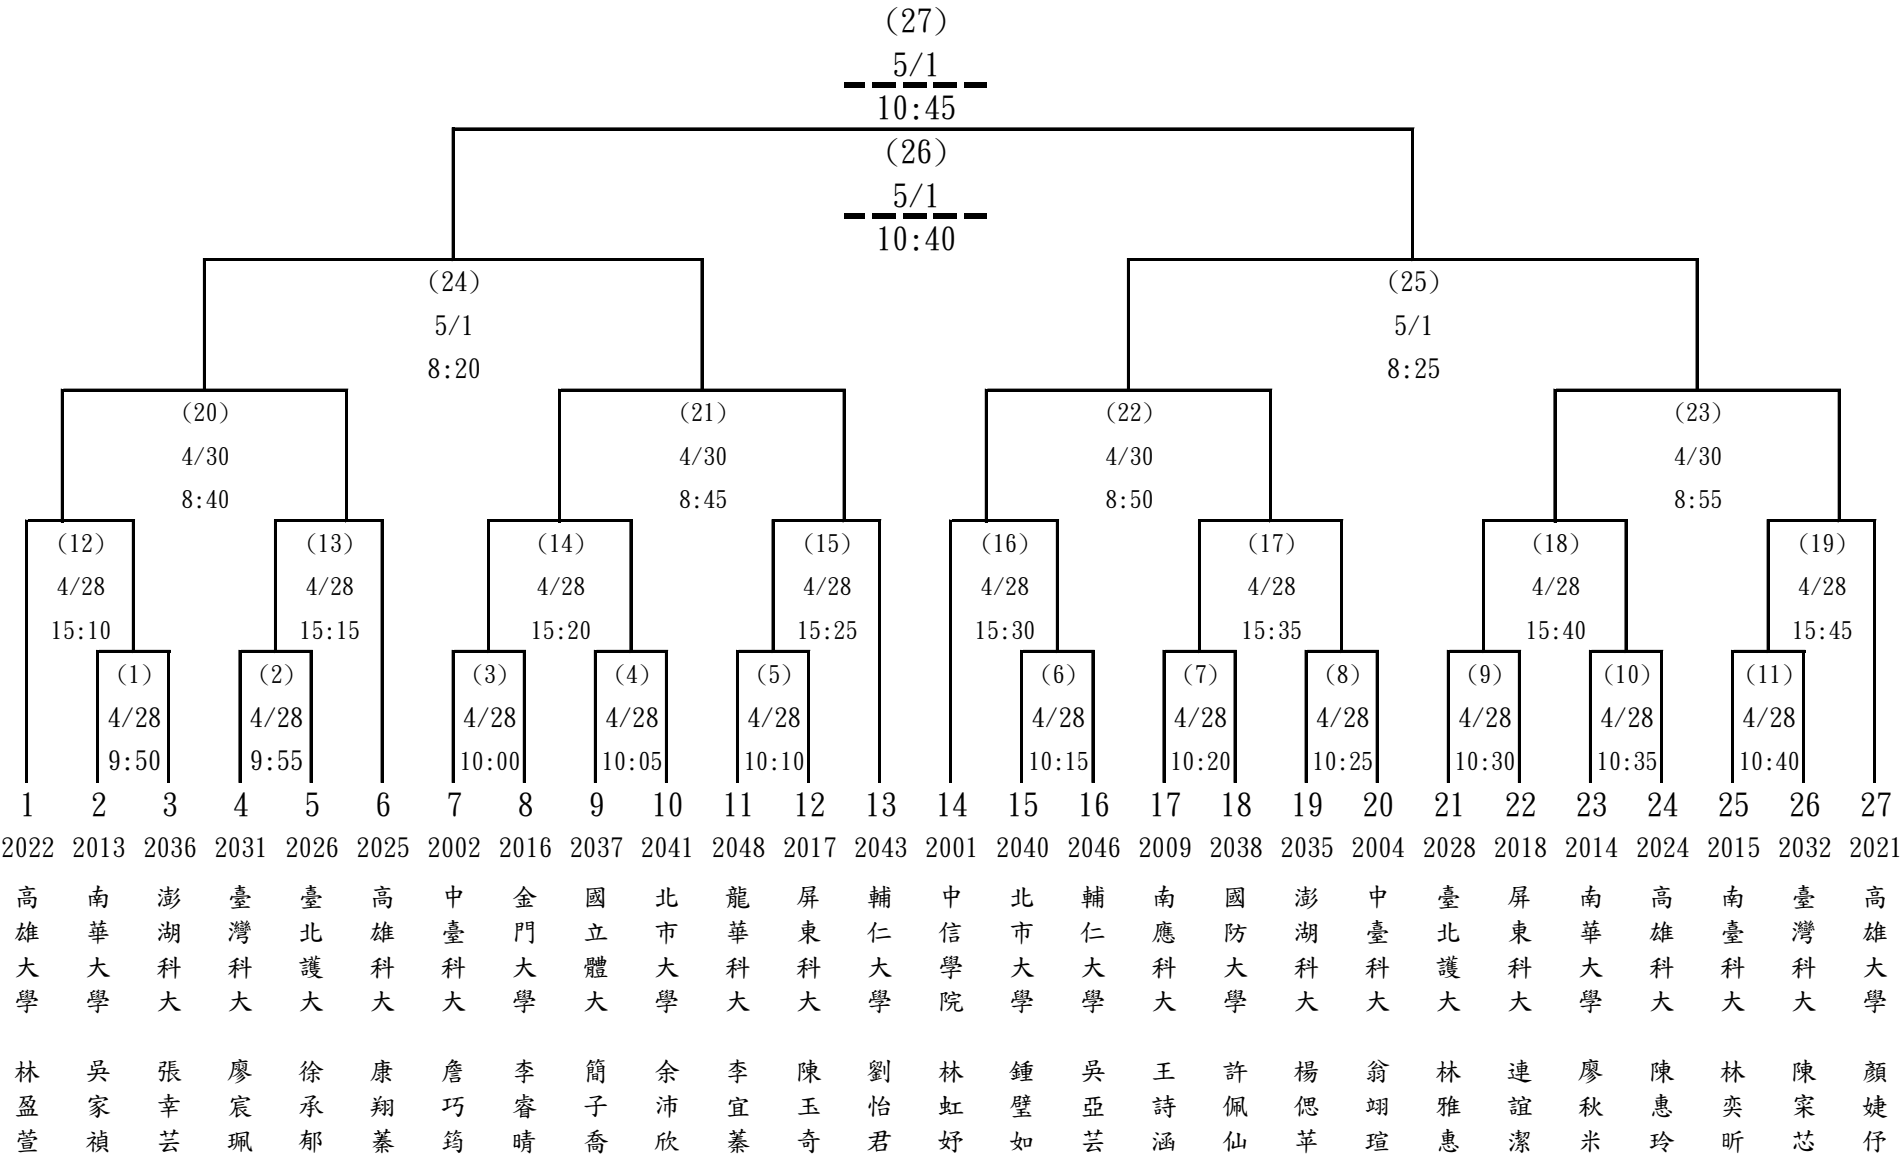 (27)
5/1
10:45
(26)
5/1
10:40
(24) (25)
5/1 5/1
8:20 8:25
(20) (21) (22) (23)
4/30 4/30 4/30 4/30
8:40 8:45 8:50 8:55
(12) (13) (14) (15) (16) (17) (18) (19)
4/28 4/28 4/28 4/28 4/28 4/28 4/28 4/28
15:10 15:15 15:20 15:25 15:30 15:35 15:40 15:45
(1) (2) (3) (4) (5) (6) (7) (8) (9) (10) (11)
4/28 4/28 4/28 4/28 4/28 4/28 4/28 4/28 4/28 4/28 4/28
9:50 9:55 10:00 10:05 10:10 10:15 10:20 10:25 10:30 10:35 10:40
1 2 3 4 5 6 7 8 9 10 11 12 13 14 15 16 17 18 19 20 21 22 23 24 25 26 27
2022 2013 2036 2031 2026 2025 2002 2016 2037 2041 2048 2017 2043 2001 2040 2046 2009 2038 2035 2004 2028 2018 2014 2024 2015 2032 2021
高雄大學
南華大學
澎湖科大
臺灣科大
臺北護大
高雄科大
中臺科大
金門大學
國立體大
北市大學
龍華科大
屏東科大
輔仁大學
中信學院
北市大學
輔仁大學
南應科大
國防大學
澎湖科大
中臺科大
臺北護大
屏東科大
南華大學
高雄科大
南臺科大
臺灣科大
高雄大學
林盈萱
吳家禎
張幸芸
廖宸珮
徐承郁
康翔蓁
詹巧筠
李睿晴
簡子喬
余沛欣
李宜蓁
陳玉奇
劉怡君
林虹妤
鍾璧如
吳亞芸
王詩涵
許佩仙
楊偲苹
翁翊瑄
林雅惠
連誼潔
廖秋米
陳惠玲
林奕昕
陳寀芯
顏婕伃